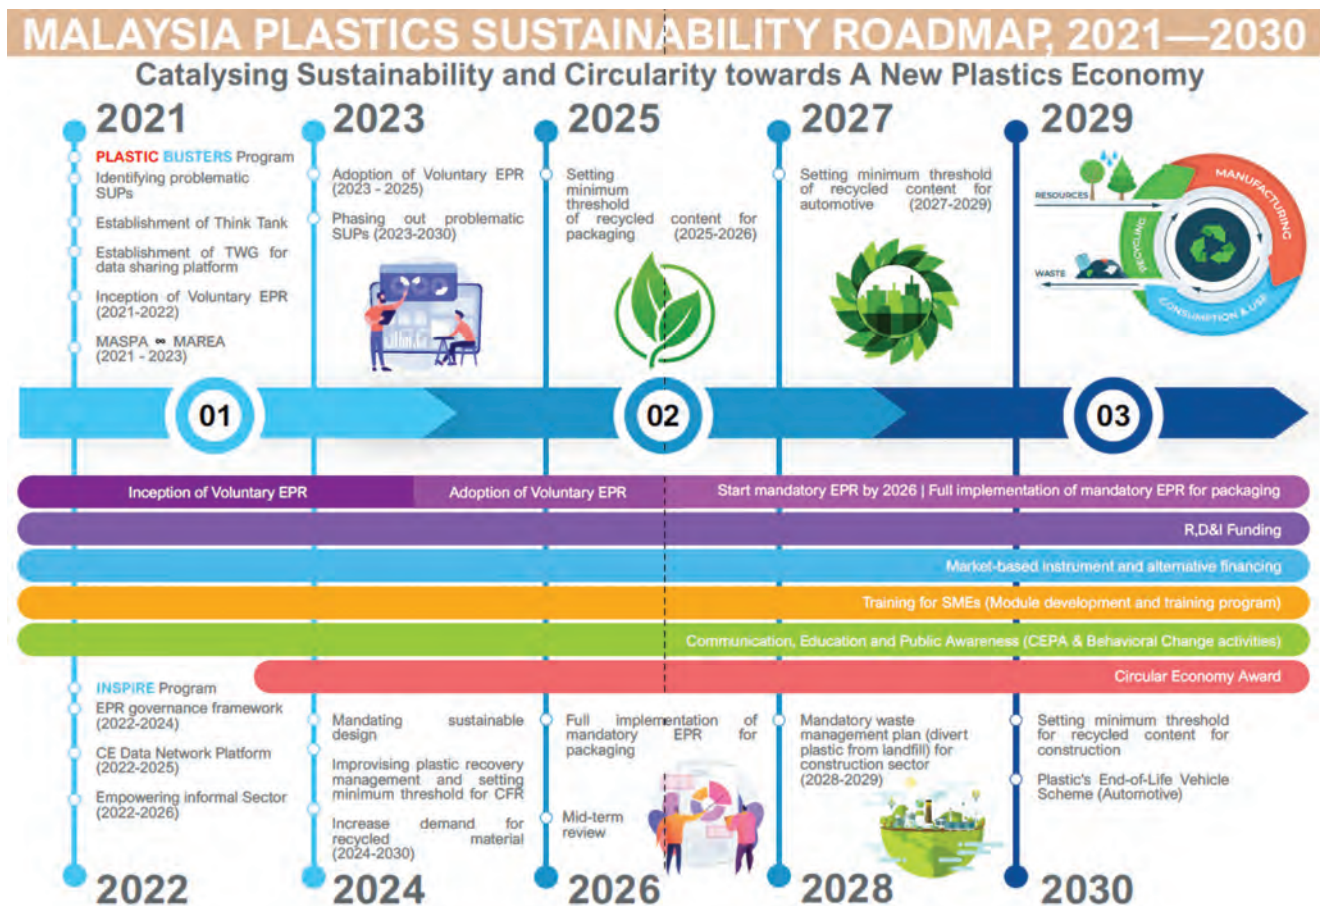 MALAYSIA PLASTICS SUSTAINABILITY ROADMAP, 2021—2030
Catalysing Sustainability and Circularity towards A New Plastics Economy
2021
PLASTIC BUSTERS Program
Identifying problematic
SUPs
Establishment of Think Tank
Establishment of TWG for
data sharing platform
Inception of Voluntary EPR
(2021-2022)
MASPA ∞ MAREA
(2021 - 2023)
2023
Adoption of Voluntary EPR
(2023 - 2025)
Phasing out problematic
SUPs (2023-2030)
2025
Setting
minimum
threshold
of recycled content for
packaging (2025-2026)
2027
Setting minimum threshold
of recycled content for
automotive (2027-2029)
2029
RESOURCES
WASTE
MANUFACTURING
CONSUMPTION & USE
RECYCLING
01
02
03
Inception of Voluntary EPR
Adoption of Voluntary EPR
Start mandatory EPR by 2026 | Full implementation of mandatory EPR for packaging
R,D&I Funding
Market-based instrument and alternative financing
Training for SMEs (Module development and training program)
Communication, Education and Public Awareness (CEPA & Behavioral Change activities)
Circular Economy Award
INSPIRE Program
EPR governance framework
(2022-2024)
CE Data Network Platform
(2022-2025)
Empowering informal Sector
(2022-2026)
2022
Mandating sustainable
design
Improvising plastic recovery
management and setting
minimum threshold for CFR
Increase demand for
recycled material
(2024-2030)
2024
Full implementation of
mandatory EPR for
packaging
Mid-term
review
2026
Mandatory waste
management plan (divert
plastic from landfill) for
construction sector
(2028-2029)
2028
Setting minimum threshold
for recycled content for
construction
Plastic's End-of-Life Vehicle
Scheme (Automotive)
2030